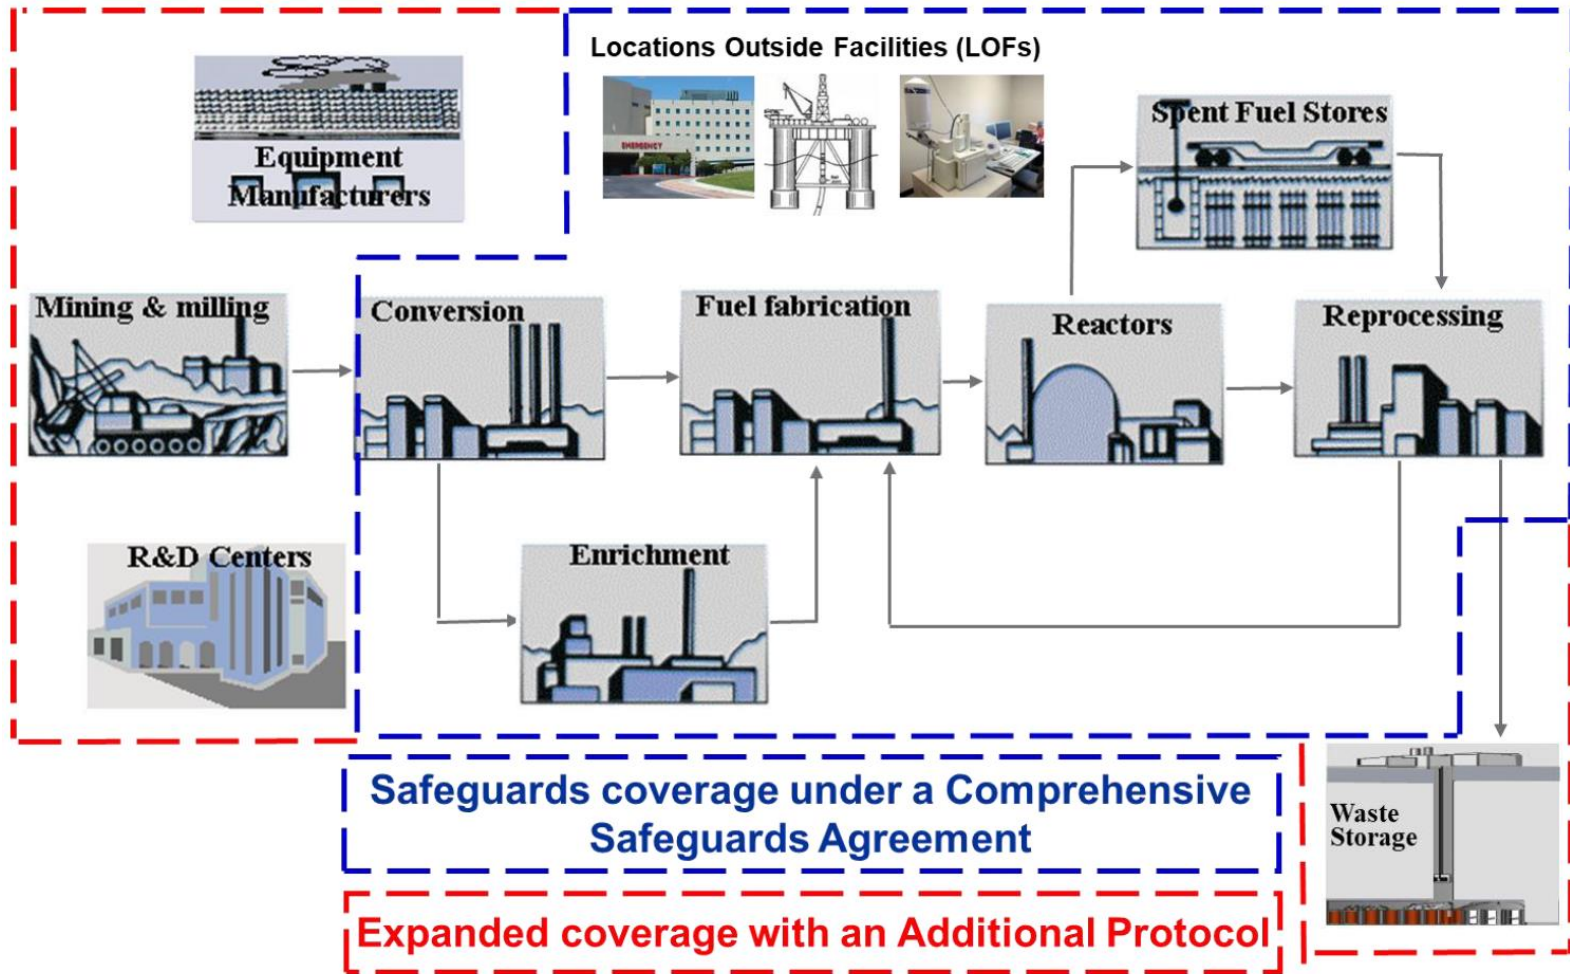 Locations Outside Facilities (LOFs)
EMERGENCY
Equipment
Manufacturers
Spent Fuel Stores
Mining & milling
Conversion
Fuel fabrication
Reactors
Reprocessing
R&D Centers
Enrichment
Safeguards coverage under a Comprehensive
Safeguards Agreement
Waste
Storage
Expanded coverage with an Additional Protocol